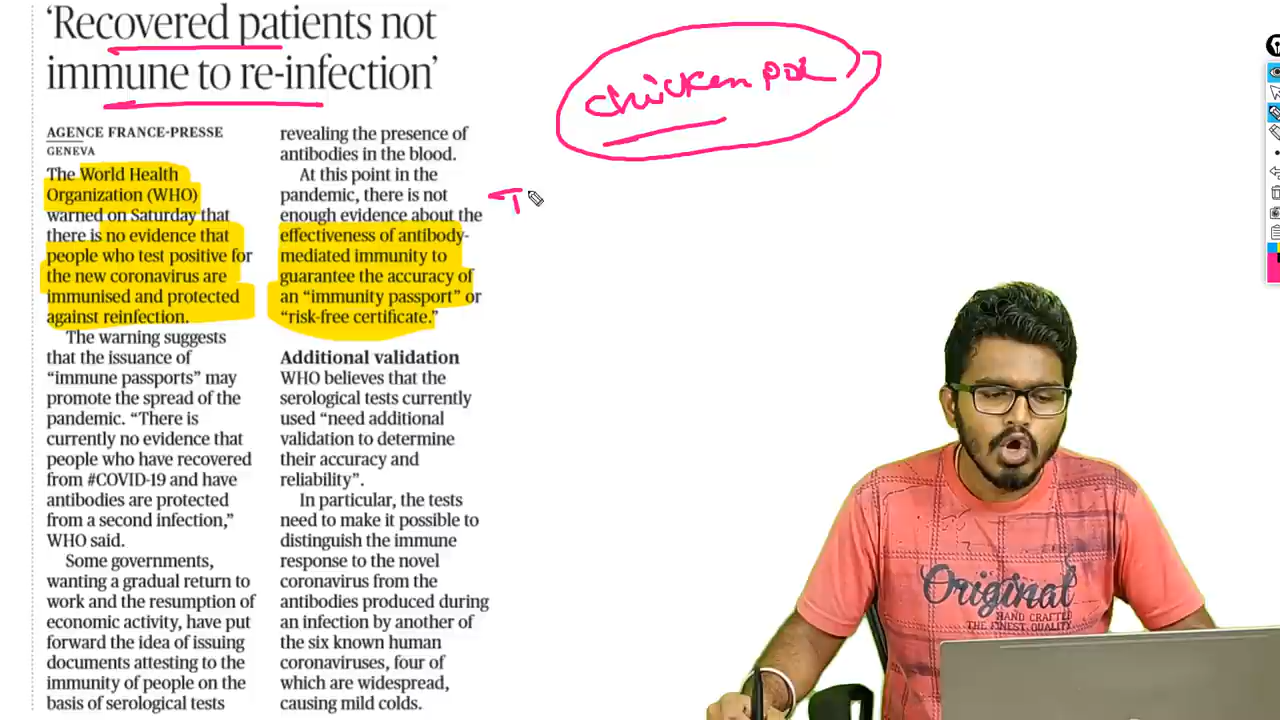 ‘Recovered patients not
immune to re-infection’
AGENCE FRANCE-PRESSE
GENEVA
The World Health
Organization (WHO)
warned on Saturday that
there is no evidence that
people who test positive for
the new coronavirus are
immunised and protected
against reinfection.
The warning suggests
that the issuance of
“immune passports” may
promote the spread of the
pandemic. “There is
currently no evidence that
people who have recovered
from #COVID-19 and have
antibodies are protected
from a second infection,”
WHO said.
Some governments,
wanting a gradual return to
work and the resumption of
economic activity, have put
forward the idea of issuing
documents attesting to the
immunity of people on the
basis of serological tests
revealing the presence of
antibodies in the blood.
At this point in the
pandemic, there is not
enough evidence about the
effectiveness of antibody-
mediated immunity to
guarantee the accuracy of
an “immunity passport” or
“risk-free certificate.”
Additional validation
WHO believes that the
serological tests currently
used “need additional
validation to determine
their accuracy and
reliability”.
In particular, the tests
need to make it possible to
distinguish the immune
response to the novel
coronavirus from the
antibodies produced during
an infection by another of
the six known human
coronaviruses, four of
which are widespread,
causing mild colds.
chicken pox
T
Original
HAND CRAFTED
THE FINEST. QUALITY